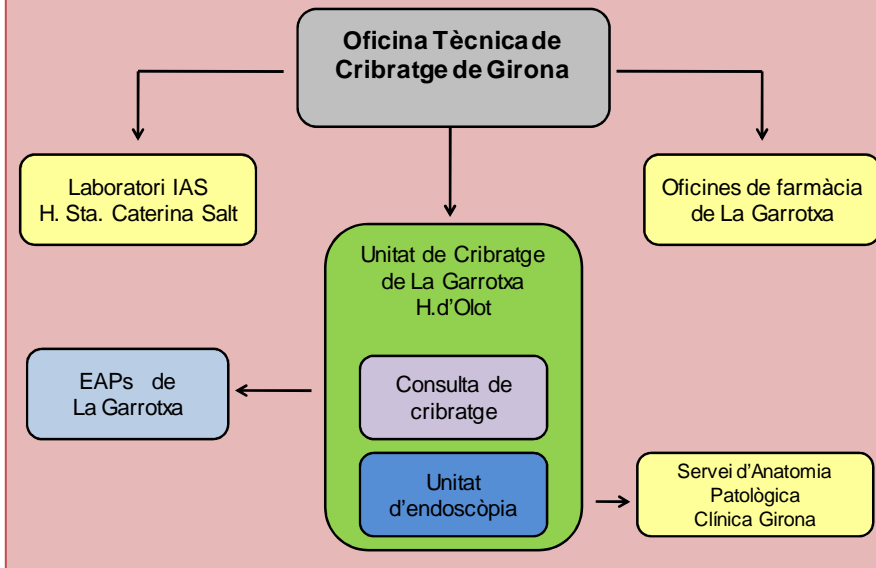 Oficina Tècnica de
Cribratge de Girona
Laboratori IAS
H. Sta. Caterina Salt
Oficines de farmàcia
de La Garrotxa
Unitat de Cribratge
de La Garrotxa
H.d'Olot
EAPs de
La Garrotxa
Consulta de
cribratge
Unitat
d'endoscòpia
Servei d'Anatomia
Patològica
Clínica Girona